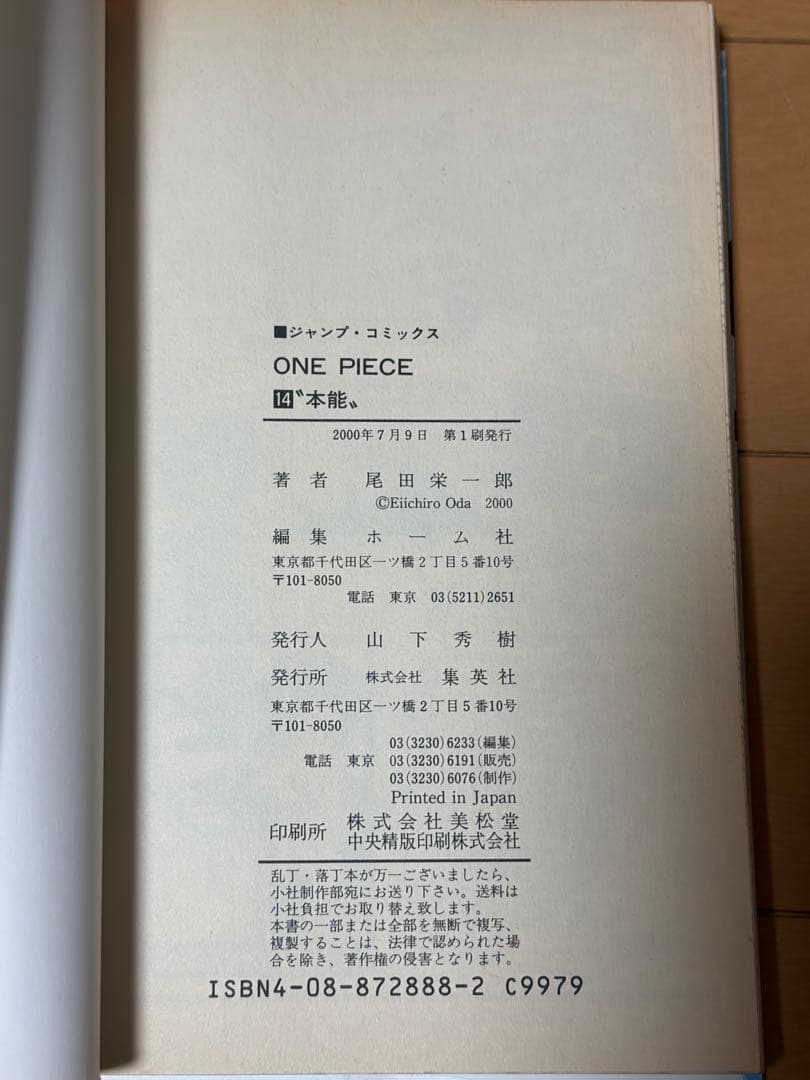 ■ジャンプ・コミックス
ONE PIECE
14〝本能〟
2000年7月9日 第1刷発行
著者 尾田栄一郎
©Eiichiro Oda 2000
編集 ホーム社
東京都千代田区一ツ橋2丁目5番10号
〒101-8050
電話 東京 03(5211)2651
発行人 山下秀樹
発行所 株式会社 集英社
東京都千代田区一ツ橋2丁目5番10号
〒101-8050
03(3230)6233(編集)
電話 東京 03(3230)6191(販売)
03(3230)6076(制作)
Printed in Japan
印刷所 株式会社美松堂
中央精版印刷株式会社
乱丁・落丁本が万一ございましたら、
小社制作部宛にお送り下さい。送料は
小社負担でお取り替え致します。
本書の一部または全部を無断で複写、
複製することは、法律で認められた場
合を除き、著作権の侵害となります。
ISBN4-08-872888-2 C9979